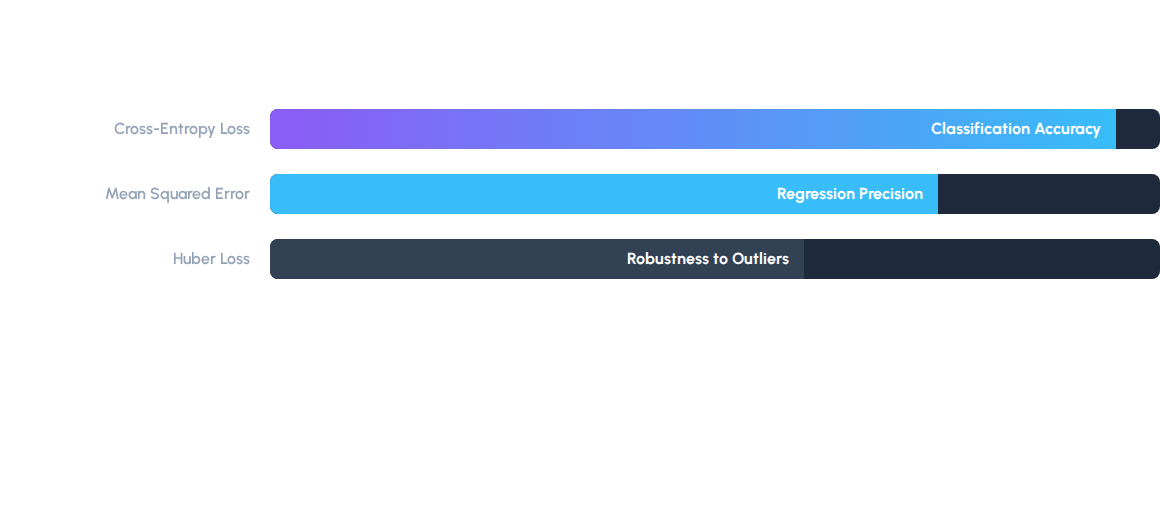 Cross-Entropy Loss
Classification Accuracy
Mean Squared Error
Regression Precision
Huber Loss
Robustness to Outliers